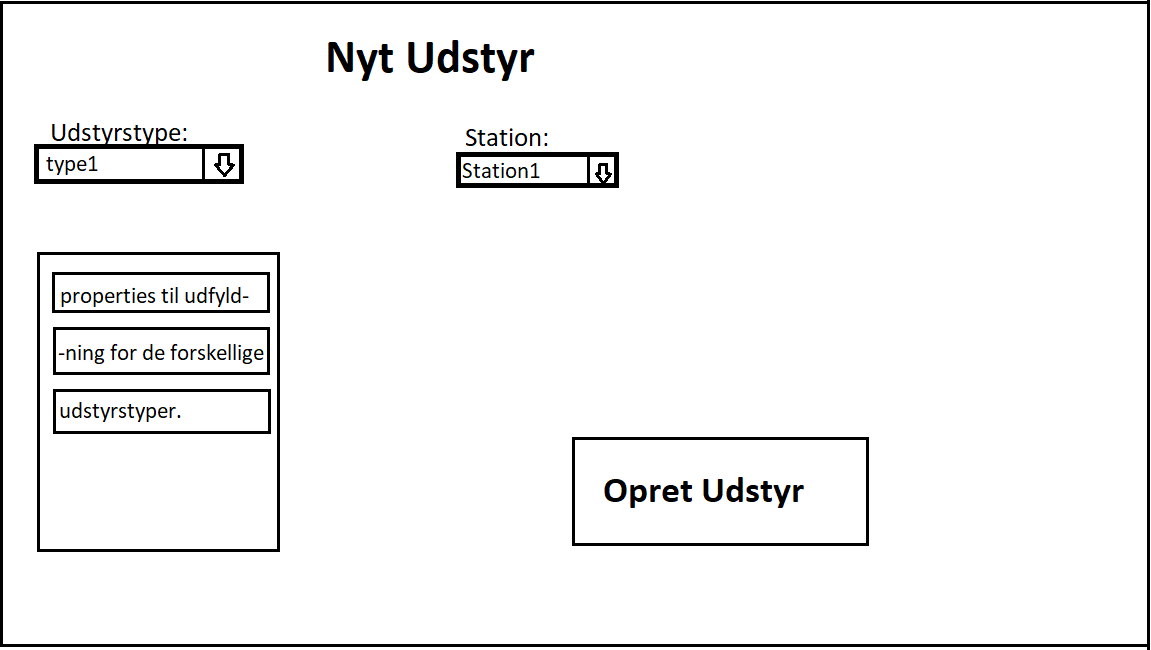 Nyt Udstyr
Udstyrstype:
type1
Station:
Station1
properties til udfyld-
-ning for de forskellige
udstyrstyper.
Opret Udstyr